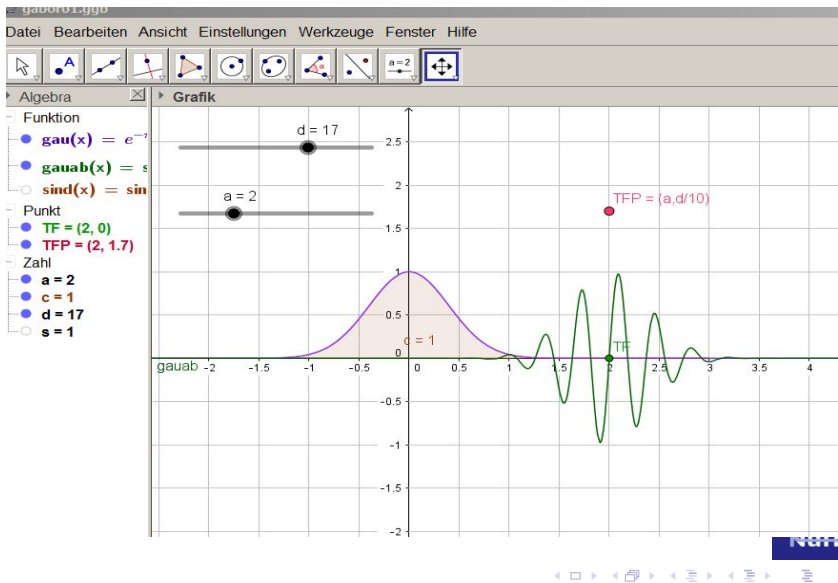 gabor01.ggb
Datei Bearbeiten Ansicht Einstellungen Werkzeuge Fenster Hilfe
A
a=2
Algebra
Grafik
Funktion
gau(x) = e
gauab(x) = s
sind(x) = sin
Punkt
TF = (2, 0)
TFP = (2, 1.7)
Zahl
a = 2
c = 1
d = 17
s = 1
d = 17
a = 2
TFP = (a,d/10)
c = 1
TF
gauab
2.5
2
1.5
1
0.5
0
-0.5
-1
-1.5
-2
-2 -1.5 -1 -0.5 0 0.5 1 1.5 2 2.5 3 3.5 4